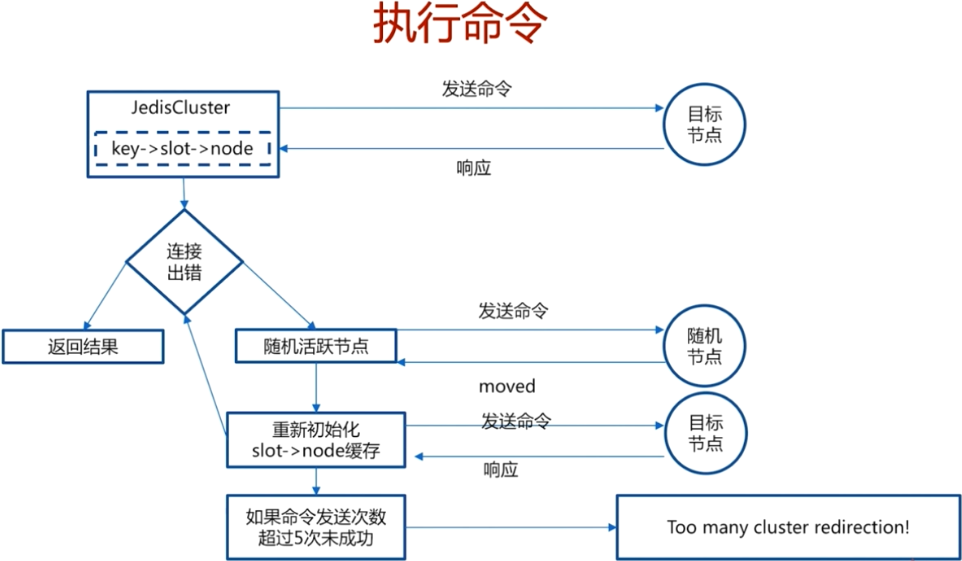 执行命令
发送命令
JedisCluster
目标
节点
key->slot->node
响应
连接
出错
发送命令
返回结果
随机活跃节点
随机
节点
moved
发送命令
重新初始化
slot->node缓存
目标
节点
响应
如果命令发送次数
超过5次未成功
Too many cluster redirection!